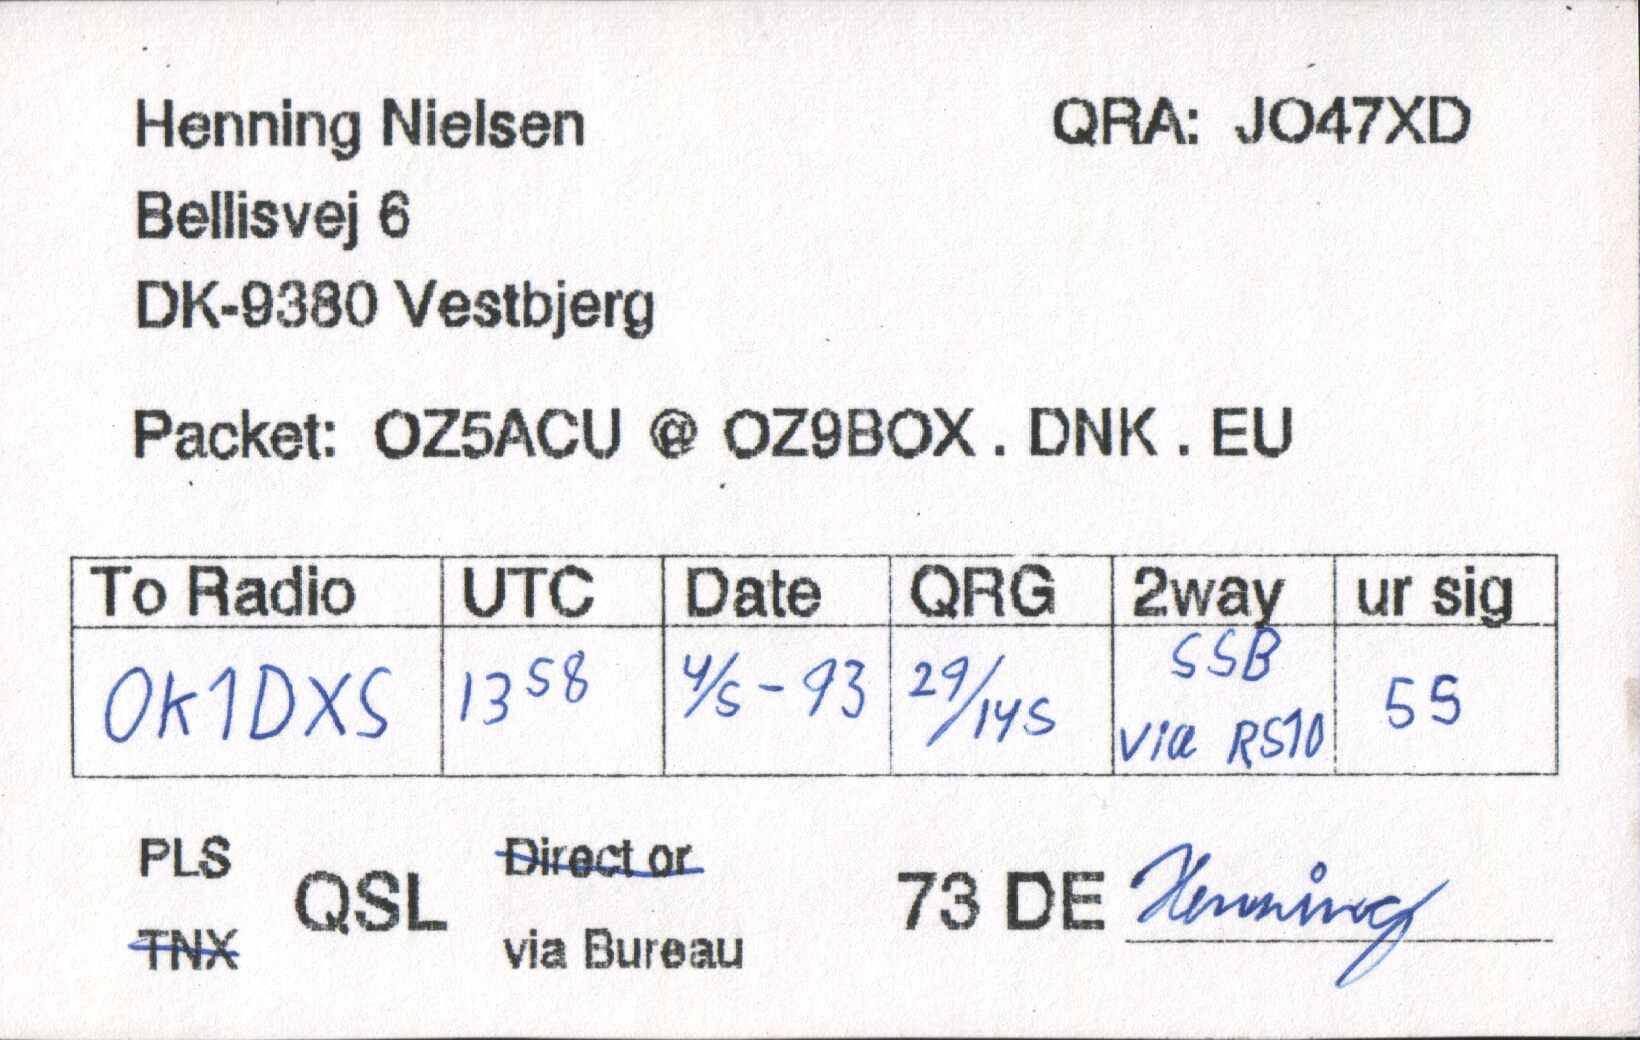 Henning Nielsen QRA: JO47XD
Bellisvej 6
DK-9380 Vestbjerg
Packet: OZ5ACU @ OZ9BOX . DNK . EU
To Radio UTC Date QRG 2way ur sig
OK1DXS 13 58 4/5-93 29/145 SSB via RS10 59
PLS QSL Direct or 73 DE Henning
TNX via Bureau